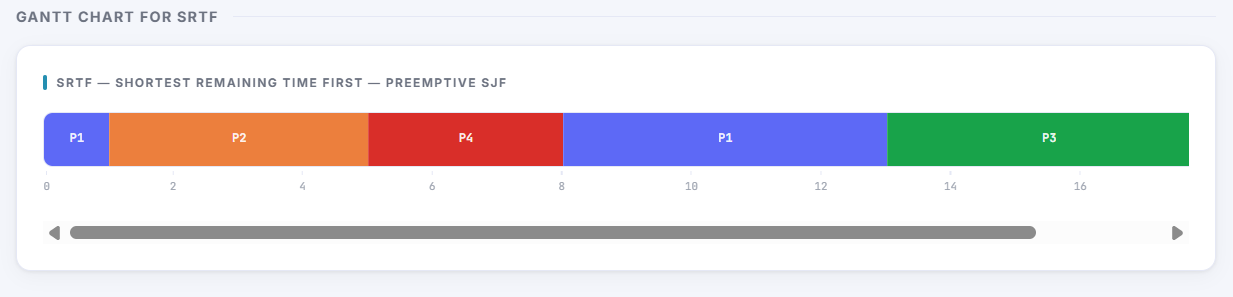 GANTT CHART FOR SRTF
SRTF — SHORTEST REMAINING TIME FIRST — PREEMPTIVE SJF
P1 P2 P4 P1 P3
0 2 4 6 8 10 12 14 16